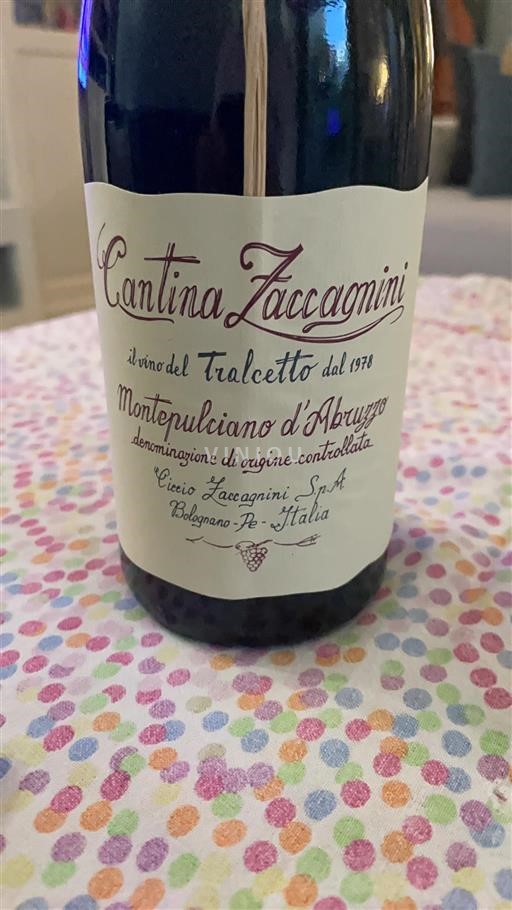 Cantina Zaccagnini
il vino del Tralcetto dal 1978
Montepulciano d'Abruzzo
denominazione di origine controllata
VINIOU
Ciccio Zaccagnini S.p.A
Bolognano-Pe-Italia